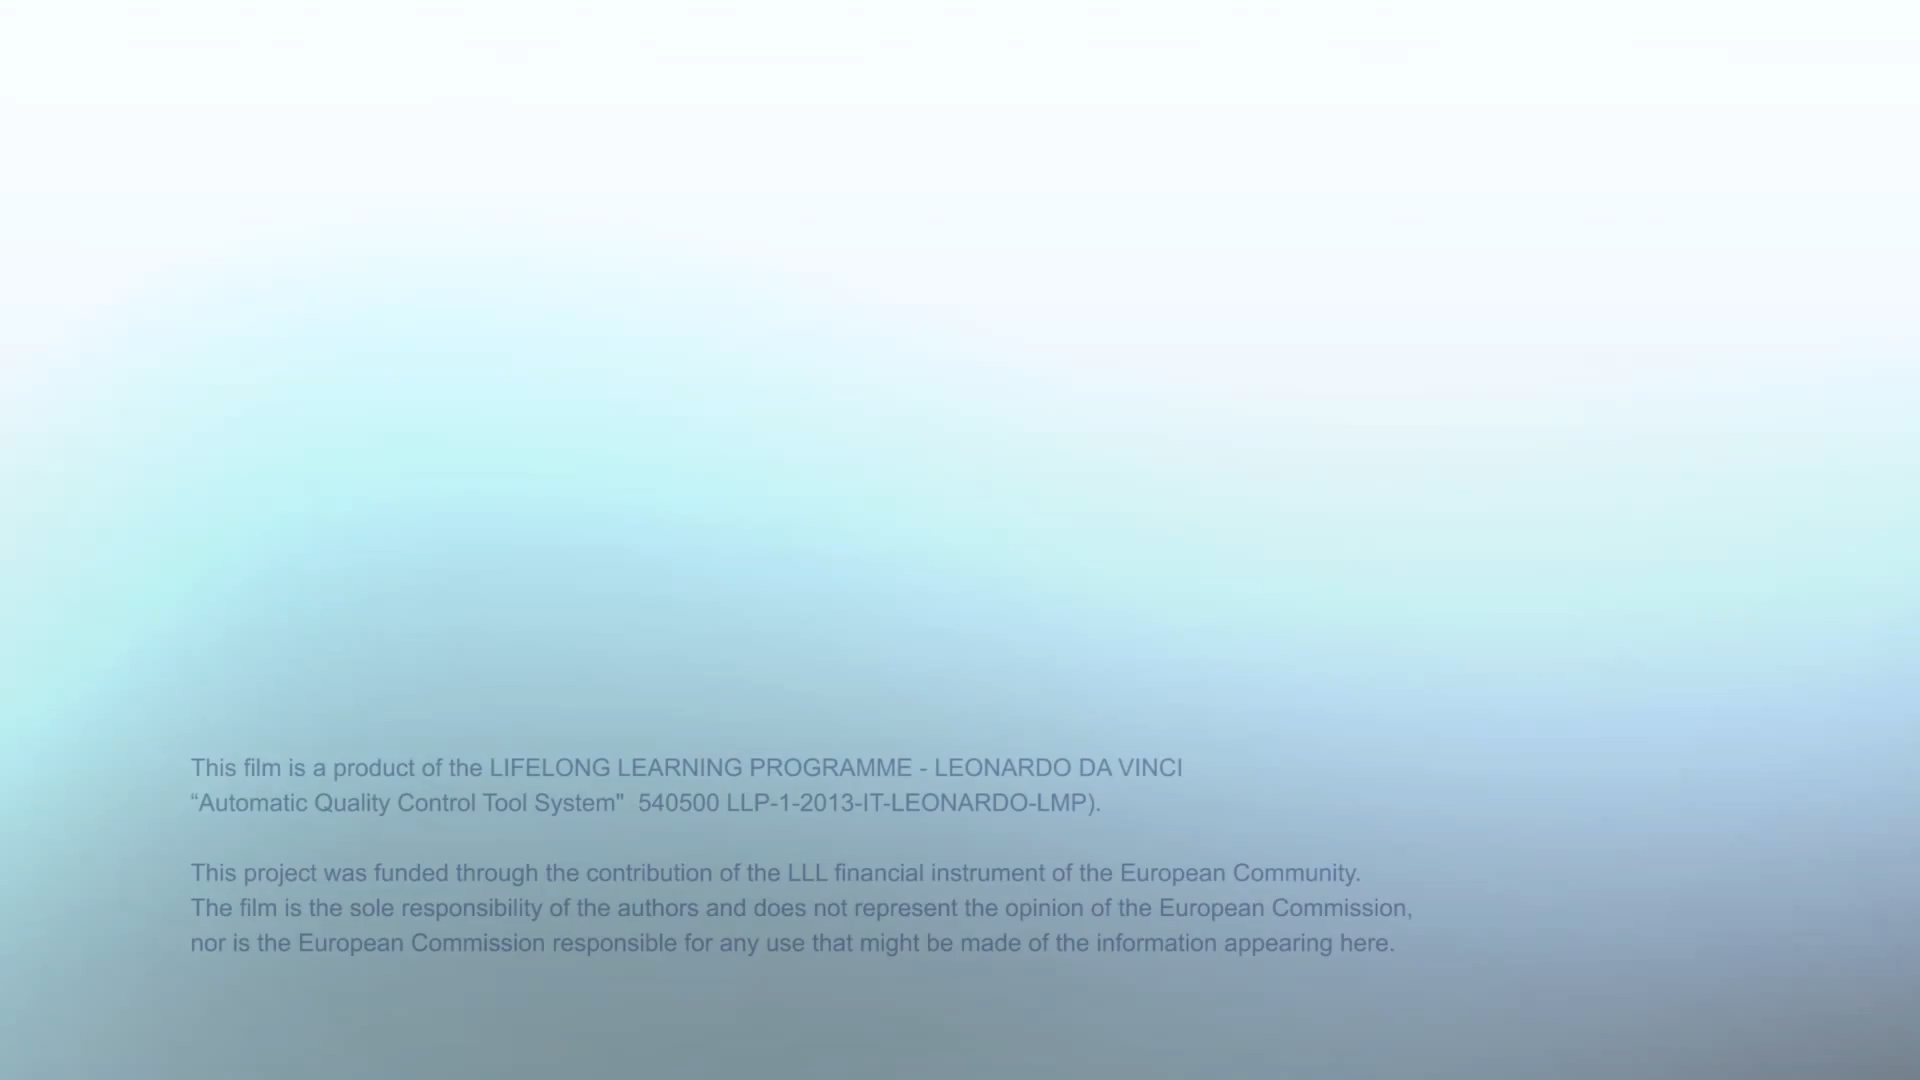 This film is a product of the LIFELONG LEARNING PROGRAMME - LEONARDO DA VINCI
“Automatic Quality Control Tool System"  540500 LLP-1-2013-IT-LEONARDO-LMP).
This project was funded through the contribution of the LLL financial instrument of the European Community.
The film is the sole responsibility of the authors and does not represent the opinion of the European Commission,
nor is the European Commission responsible for any use that might be made of the information appearing here.